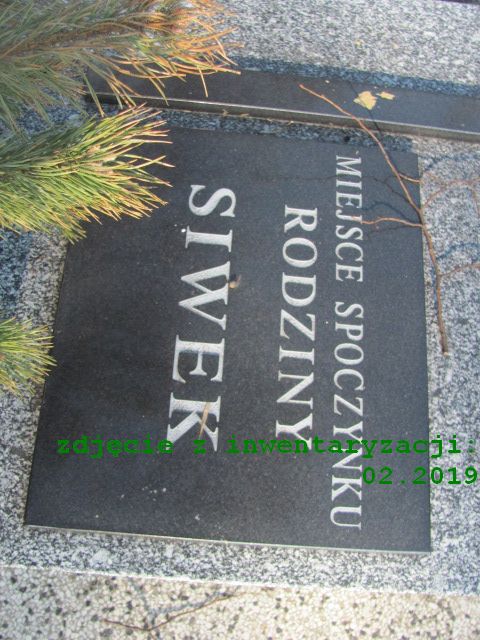 MIEJSCE SPOCZYNKU
RODZINY
SIWEK
zdjęcie z inwentaryzacji:
02.2019